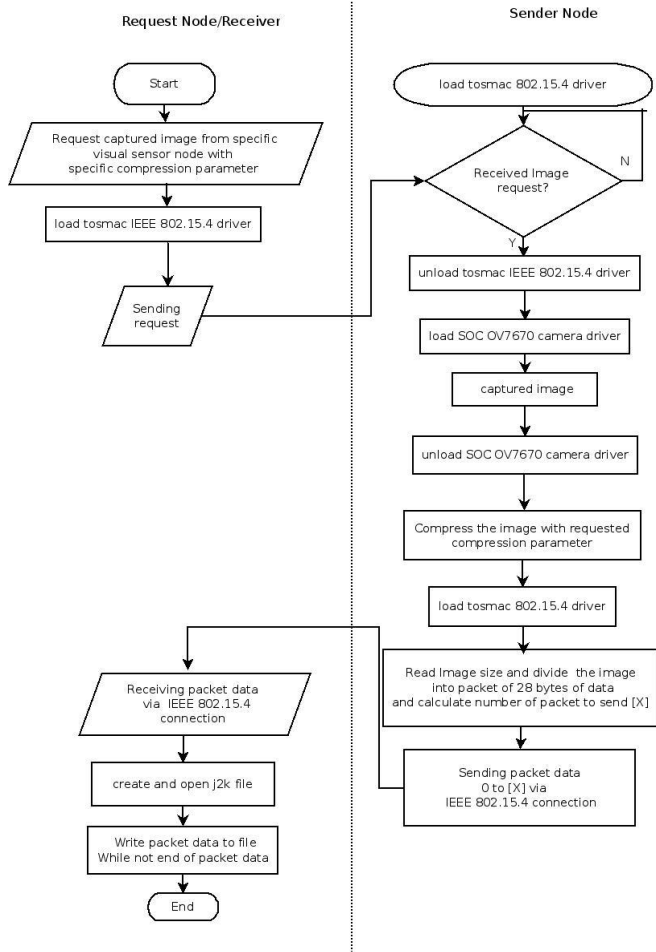 Request Node/Receiver
Start
Request captured image from specific
visual sensor node with
specific compression parameter
load tosmac IEEE 802.15.4 driver
Sending
request
Receiving packet data
via IEEE 802.15.4
connection
create and open j2k file
Write packet data to file
While not end of packet data
End
Sender Node
load tosmac 802.15.4 driver
Received Image
request?
N
Y
unload tosmac IEEE 802.15.4 driver
load SOC OV7670 camera driver
captured image
unload SOC OV7670 camera driver
Compress the image with requested
compression parameter
load tosmac 802.15.4 driver
Read Image size and divide the image
into packet of 28 bytes of data
and calculate number of packet to send [X]
Sending packet data
0 to [X] via
IEEE 802.15.4 connection